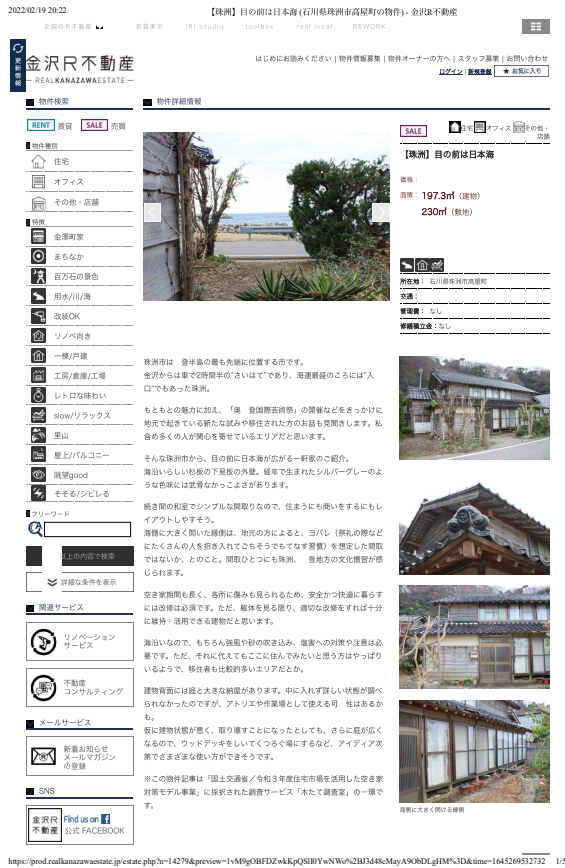 2022/02/19 20:22
【珠洲】目の前は日本海 (石川県珠洲市高屋町の物件) - 金沢R不動産
全国のR不動産
密買東京
[R] studio
toolbox
real local
REWORK
情報更新
金沢R不動産
―REALKANAZAWAESTATE―
はじめにお読みください | 物件情報募集 | 物件オーナーの方へ | スタッフ募集 | お問い合わせ
ログイン | 新規登録
★ お気に入り
物件検索
RENT 賃貸
SALE 売買
物件種別
住宅
オフィス
その他・店舗
特徴
金澤町家
まちなか
百万石の景色
用水/川/海
改装OK
リノベ向き
一棟/戸建
工房/倉庫/工場
レトロな味わい
slow/リラックス
里山
屋上/バルコニー
眺望good
そそる/シビレる
フリーワード
以上の内容で検索
詳細な条件を表示
関連サービス
リノベーション
サービス
不動産
コンサルティング
メールサービス
新着お知らせ
メールマガジン
の登録
SNS
金沢R
不動産
Find us on
公式 FACEBOOK
物件詳細情報
SALE
住宅
オフィス
その他・
店舗
【珠洲】目の前は日本海
価格：
面積： 197.3㎡（建物）
230㎡（敷地）
所在地： 石川県珠洲市高屋町
交通：
管理費： なし
修繕積立金：なし
珠洲市は 登半島の最も先端に位置する市です。
金沢からは車で2時間半の“さいはて”であり、海運最盛のころには“入
口”でもあった珠洲。
もともとの魅力に加え、「奥 登国際芸術祭」の開催などをきっかけに
地元で起きている新たな試みや移住された方のお話も見聞きします。私
含め多くの人が関心を寄せているエリアだと思います。
そんな珠洲市から、目の前に日本海が広がる一軒家のご紹介。
海沿いらしい杉板の下見板の外壁。経年で生まれたシルバーグレーのよ
うな色味には武骨なかっこよさがあります。
続き間の和室でシンプルな間取りなので、住まうにも商いをするにもレ
イアウトしやすそう。
海側に大きく開いた縁側は、地元の方によると、ヨバレ（祭礼の際など
にたくさんの人を招き入れてごちそうでもてなす習慣）を想定した間取
ではないか、とのこと。間取ひとつにも珠洲、 登地方の文化慣習が感
じられます。
空き家期間も長く、各所に傷みも見られるため、安全かつ快適に暮らす
には改修は必須です。ただ、躯体を見る限り、適切な改修をすれば十分
に維持・活用できる建物だと思います。
海沿いなので、もちろん強風や砂の吹き込み、塩害への対策や注意は必
要です。ただ、それに代えてもここに住んでみたいと思う方はやっぱり
いるようで、移住者も比較的多いエリアだとか。
建物背面には庭と大きな納屋があります。中に入れず詳しい状態が調べ
られなかったのですが、アトリエや作業場として使える可 性はあるか
も。
仮に建物状態が悪く、取り壊すことになったとしても、さらに庭が広く
なるので、ウッドデッキをしいてくつろぐ場にするなど、アイディア次
第でさまざまな使い方ができそうです。
※この物件記事は「国土交通省／令和３年度住宅市場を活用した空き家
対策モデル事業」に採択された調査サービス「木たて調査室」の一環で
す。
海側に大きく開ける縁側
https://prod.realkanazawaestate.jp/estate.php?n=14279&preview=1vM9gOBFDZwkKpQSlI0YwNWo%2BJ3d48cMayA9ObDLgHM%3D&time=1645269532732
1/5